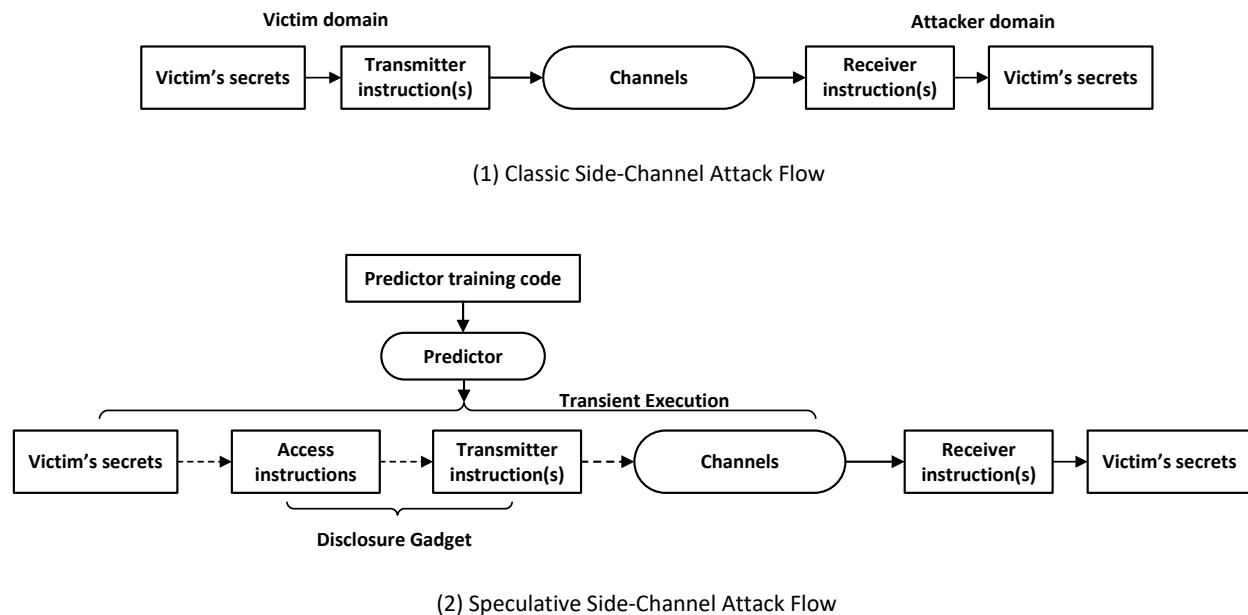 Victim domain
Attacker domain
Victim's secrets
Transmitter
instruction(s)
Channels
Receiver
instruction(s)
Victim's secrets
(1) Classic Side-Channel Attack Flow
Predictor training code
Predictor
Transient Execution
Victim's secrets
Access
instructions
Transmitter
instruction(s)
Channels
Receiver
instruction(s)
Victim's secrets
Disclosure Gadget
(2) Speculative Side-Channel Attack Flow